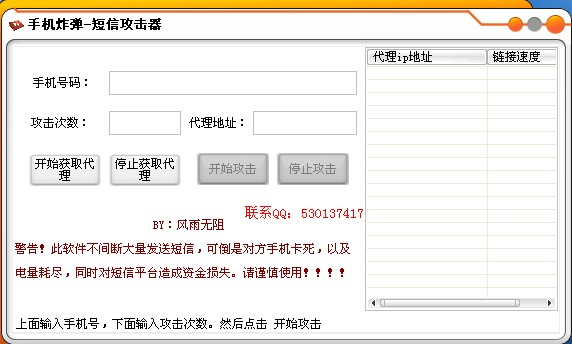 手机炸弹-短信攻击器
手机号码：
攻击次数：
代理地址：
开始获取代理
停止获取代理
开始攻击
停止攻击
联系QQ：530137417
BY：风雨无阻
警告！此软件不间断大量发送短信，可倒是对方手机卡死，以及
电量耗尽，同时对短信平台造成资金损失。请谨慎使用！！！！
上面输入手机号，下面输入攻击次数。然后点击 开始攻击
代理ip地址
链接速度